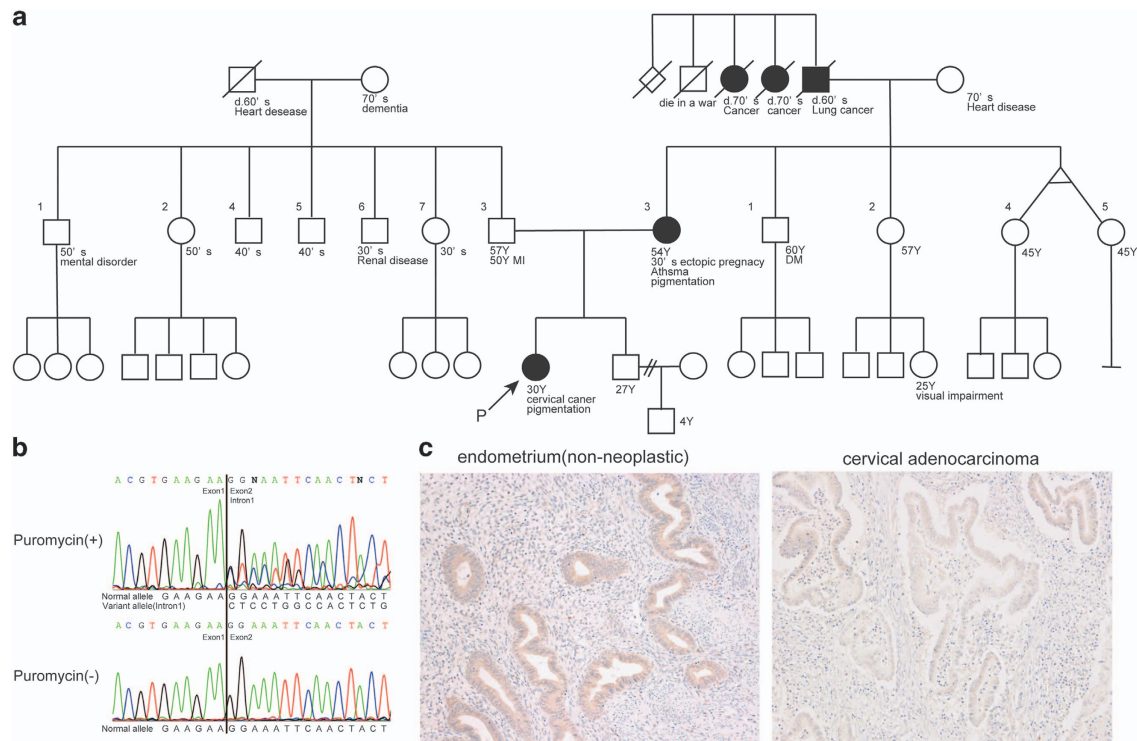 a
d.60's
Heart desease
70's
dementia
die in a war
d.70's
Cancer
d.70's
cancer
d.60's
Lung cancer
70's
Heart disease
1
50's
mental disorder
2
50's
4
40's
5
40's
6
30's
Renal disease
7
30's
3
57Y
50Y MI
3
54Y
30's ectopic pregnancy
Athsma
pigmentation
1
60Y
DM
2
57Y
4
45Y
5
45Y
P
30Y
cervical caner
pigmentation
27Y
4Y
25Y
visual impairment
b
A C G T G A A G A A G G N A A T T C A A C T N C T
Exon1 Exon2
Intron1
Puromycin(+)
Normal allele G A A G A A G G A A A T T C A A C T A C T
Variant allele(Intron1) C T C C T G G C C A C T C T G
A C G T G A A G A A G G A A A T T C A A C T A C T
Exon1 Exon2
Puromycin(-)
Normal allele G A A G A A G G A A A T T C A A C T A C T
c
endometrium(non-neoplastic)
cervical adenocarcinoma